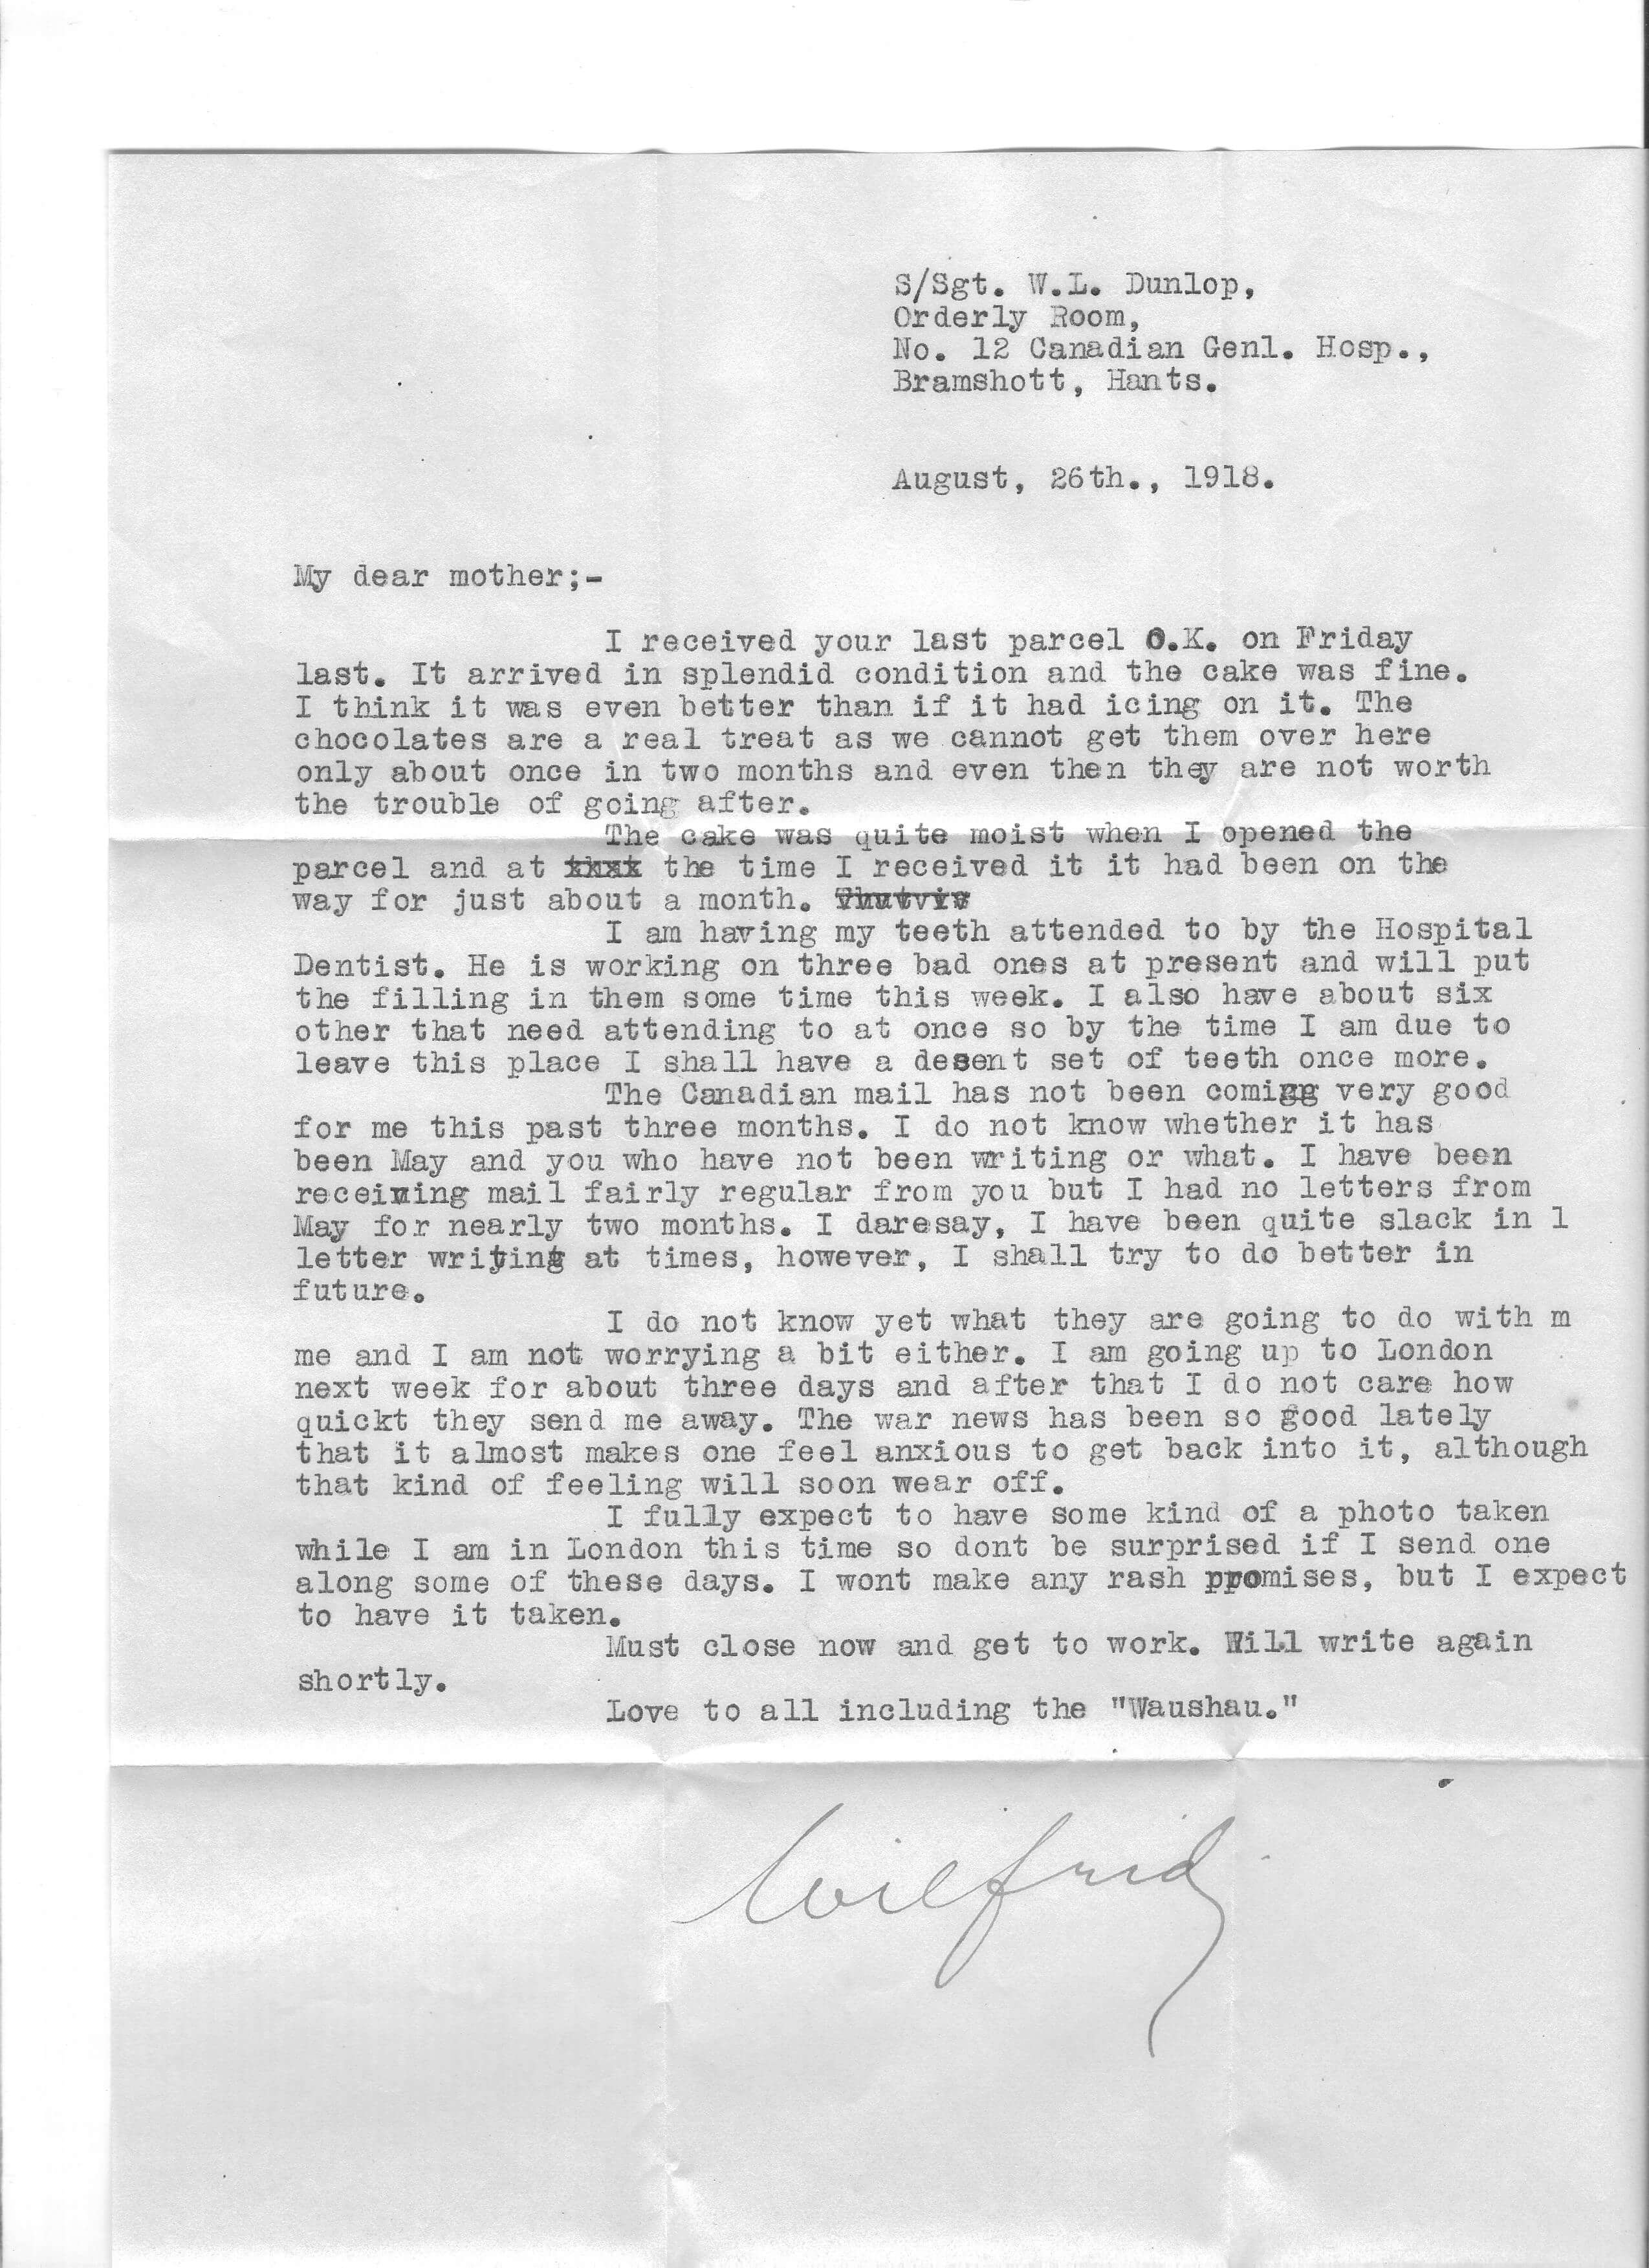 S/Sgt. W.L. Dunlop,
Orderly Room,
No. 12 Canadian Genl. Hosp.,
Bramshott, Hants.
August, 26th., 1918.
My dear mother;-
I received your last parcel O.K. on Friday
last. It arrived in splendid condition and the cake was fine.
I think it was even better than if it had icing on it. The
chocolates are a real treat as we cannot get them over here
only about once in two months and even then they are not worth
the trouble of going after.
The cake was quite moist when I opened the
parcel and at the time I received it it had been on the
way for just about a month.
I am having my teeth attended to by the Hospital
Dentist. He is working on three bad ones at present and will put
the filling in them some time this week. I also have about six
other that need attending to at once so by the time I am due to
leave this place I shall have a desent set of teeth once more.
The Canadian mail has not been coming very good
for me this past three months. I do not know whether it has
been May and you who have not been writing or what. I have been
receiving mail fairly regular from you but I had no letters from
May for nearly two months. I daresay, I have been quite slack in l
letter writing at times, however, I shall try to do better in
future.
I do not know yet what they are going to do with m
me and I am not worrying a bit either. I am going up to London
next week for about three days and after that I do not care how
quickt they send me away. The war news has been so good lately
that it almost makes one feel anxious to get back into it, although
that kind of feeling will soon wear off.
I fully expect to have some kind of a photo taken
while I am in London this time so dont be surprised if I send one
along some of these days. I wont make any rash promises, but I expect
to have it taken.
Must close now and get to work. Will write again
shortly.
Love to all including the "Waushau."
Wilfrid